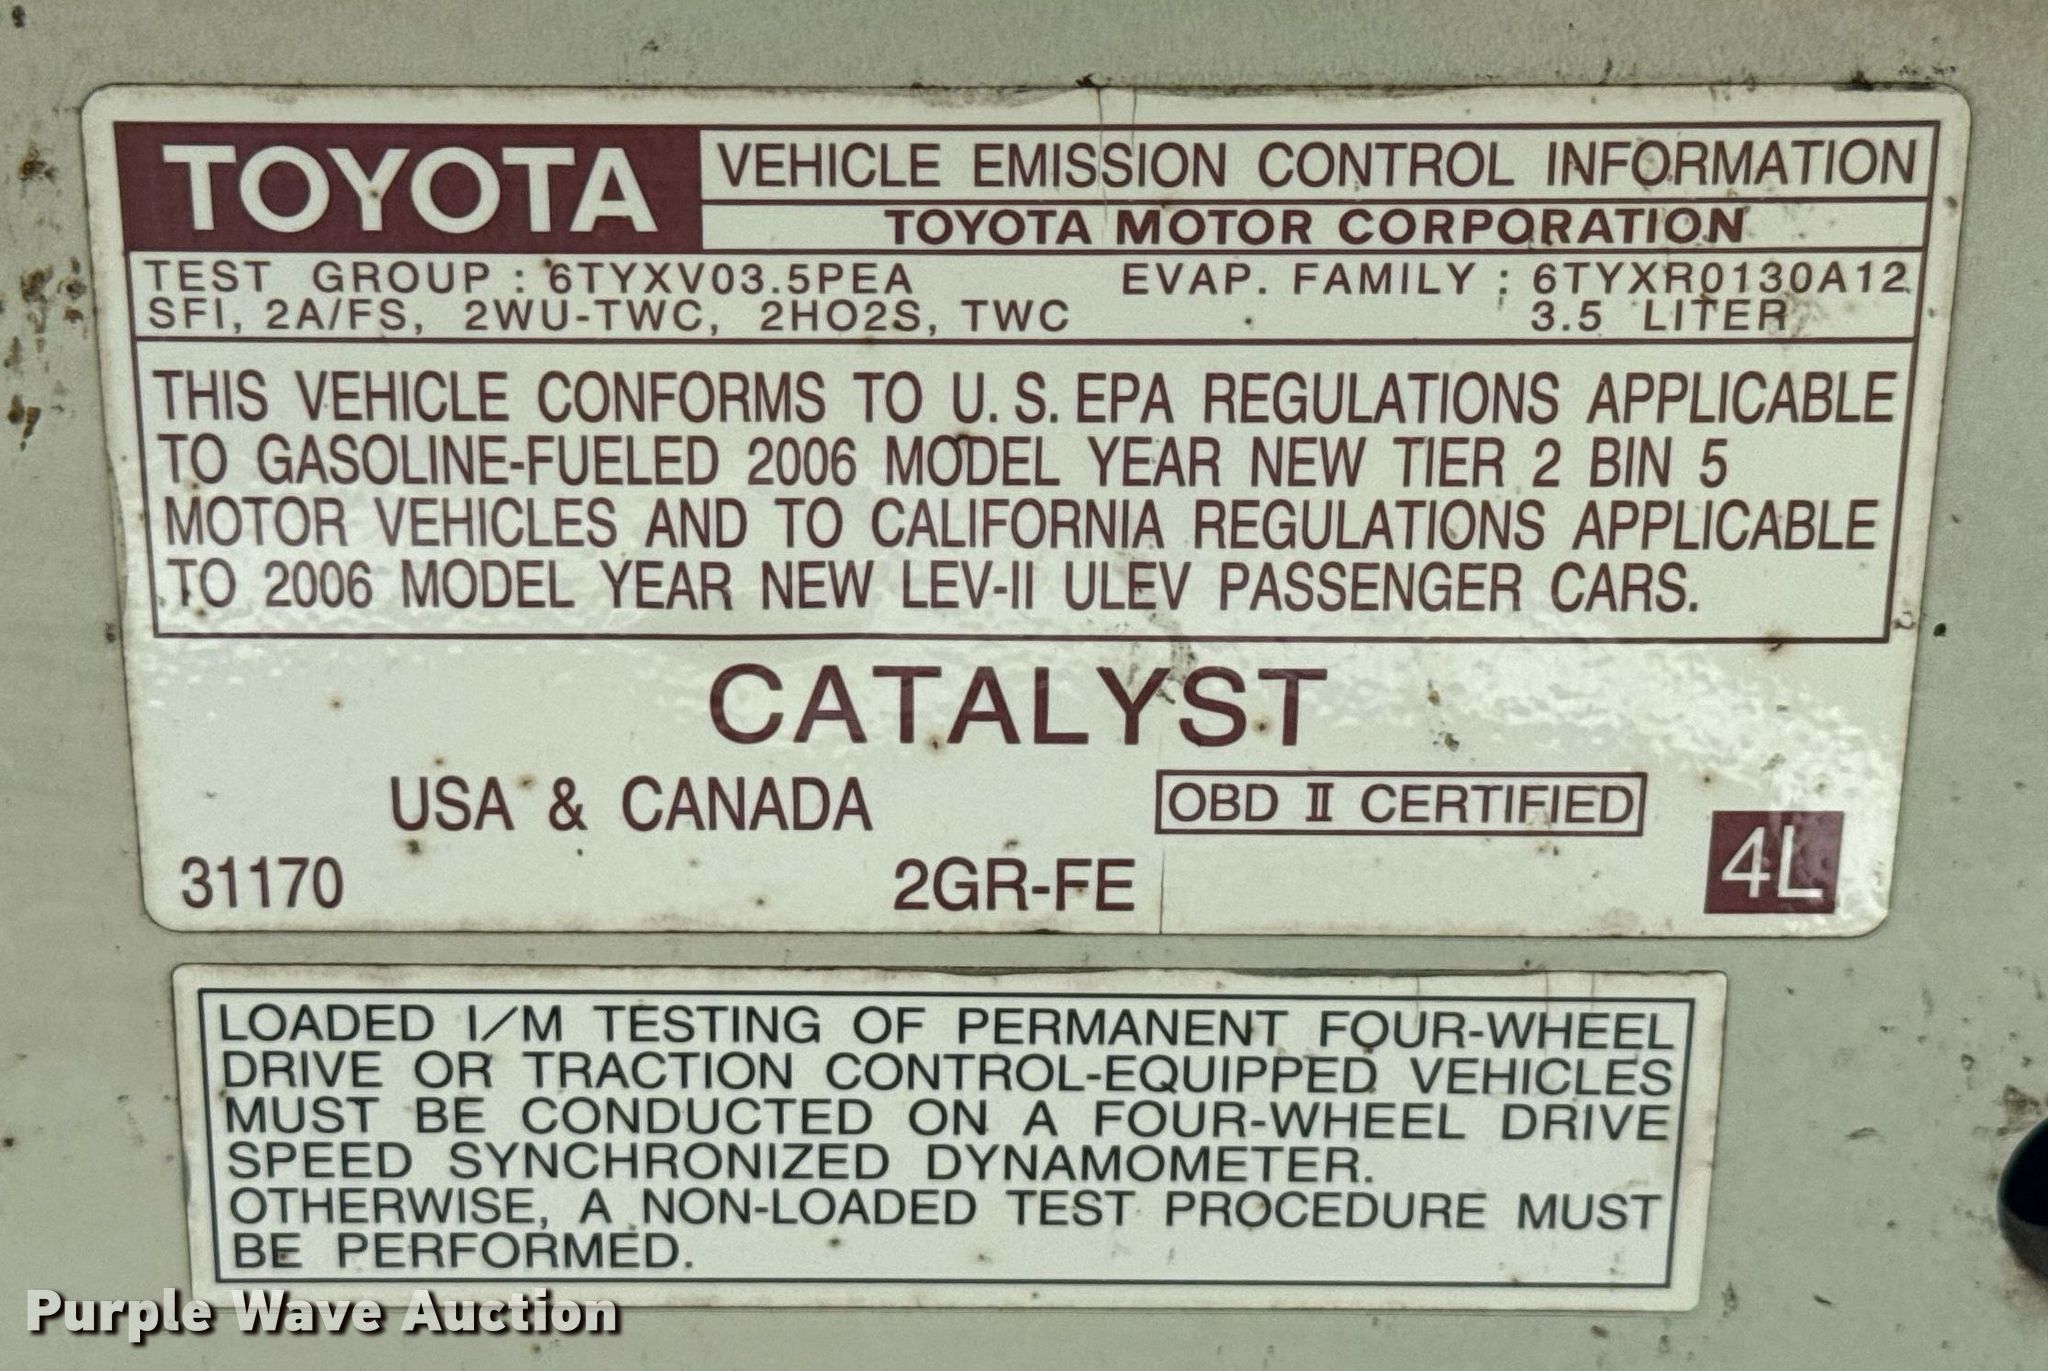 TOYOTA
VEHICLE EMISSION CONTROL INFORMATION
TOYOTA MOTOR CORPORATION
TEST GROUP : 6TYXV03.5PEA EVAP. FAMILY : 6TYXR0130A12
SFI, 2A/FS, 2WU-TWC, 2HO2S, TWC 3.5 LITER
THIS VEHICLE CONFORMS TO U.S. EPA REGULATIONS APPLICABLE
TO GASOLINE-FUELED 2006 MODEL YEAR NEW TIER 2 BIN 5
MOTOR VEHICLES AND TO CALIFORNIA REGULATIONS APPLICABLE
TO 2006 MODEL YEAR NEW LEV-II ULEV PASSENGER CARS.
CATALYST
USA & CANADA OBD II CERTIFIED
31170 2GR-FE 4L
LOADED I/M TESTING OF PERMANENT FOUR-WHEEL
DRIVE OR TRACTION CONTROL-EQUIPPED VEHICLES
MUST BE CONDUCTED ON A FOUR-WHEEL DRIVE
SPEED SYNCHRONIZED DYNAMOMETER.
OTHERWISE, A NON-LOADED TEST PROCEDURE MUST
BE PERFORMED.
Purple Wave Auction